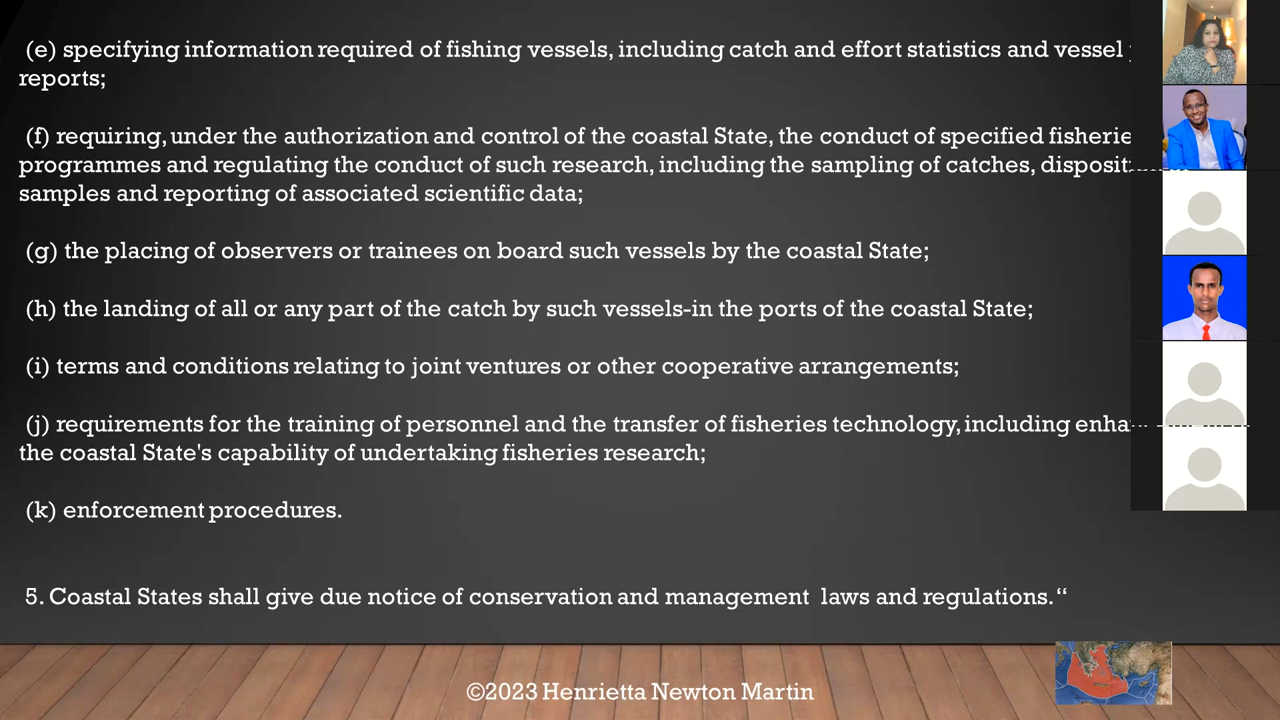 (e) specifying information required of fishing vessels, including catch and effort statistics and vessel
reports;
(f) requiring, under the authorization and control of the coastal State, the conduct of specified
programmes and regulating the conduct of such research, including the sampling of catches,
samples and reporting of associated scientific data;
(g) the placing of observers or trainees on board such vessels by the coastal State;
(h) the landing of all or any part of the catch by such vessels-in the ports of the coastal State;
(i) terms and conditions relating to joint ventures or other cooperative arrangements;
(j) requirements for the training of personnel and the transfer of fisheries technology, including
the coastal State's capability of undertaking fisheries research;
(k) enforcement procedures.
5. Coastal States shall give due notice of conservation and management laws and regulations. “
©2023 Henrietta Newton Martin